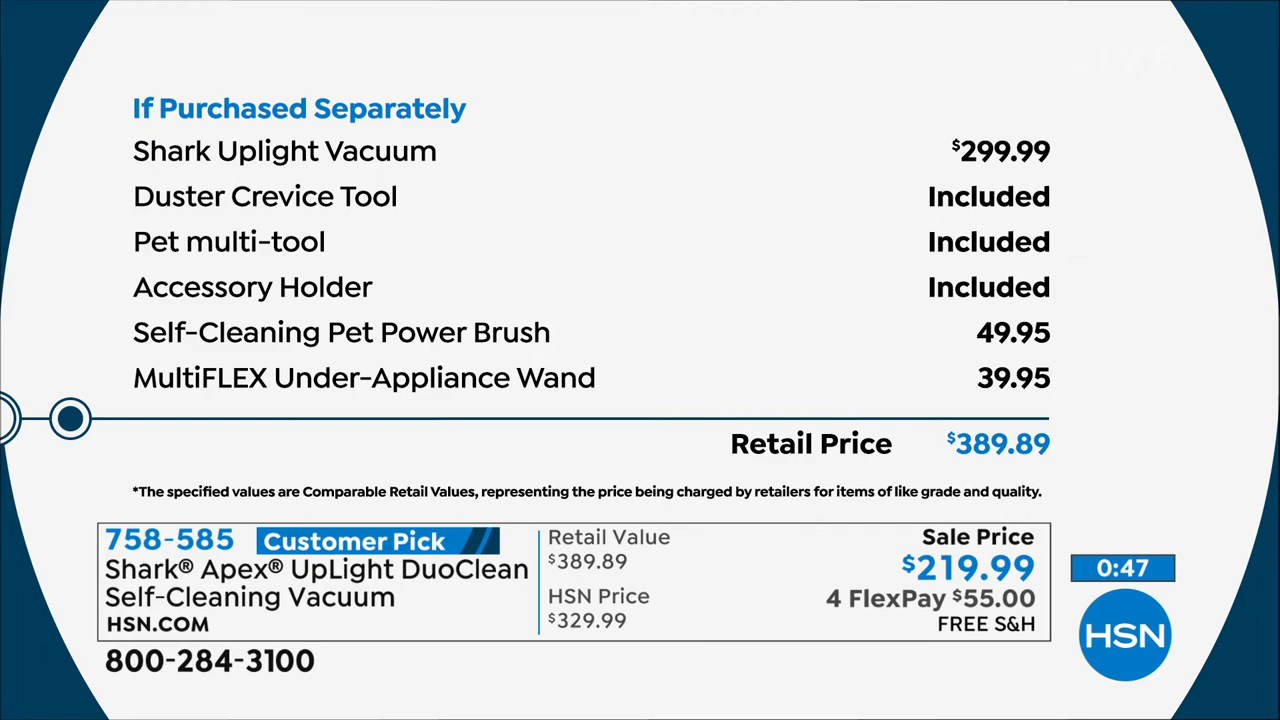 LIVE
If Purchased Separately
Shark Uplight Vacuum $299.99
Duster Crevice Tool Included
Pet multi-tool Included
Accessory Holder Included
Self-Cleaning Pet Power Brush 49.95
MultiFLEX Under-Appliance Wand 39.95
Retail Price $389.89
*The specified values are Comparable Retail Values, representing the price being charged by retailers for items of like grade and quality.
758-585 Customer Pick
Shark® Apex® UpLight DuoClean
Self-Cleaning Vacuum
HSN.COM
Retail Value
$389.89
HSN Price
$329.99
Sale Price
$219.99
4 FlexPay $55.00
FREE S&H
0:47
HSN
800-284-3100